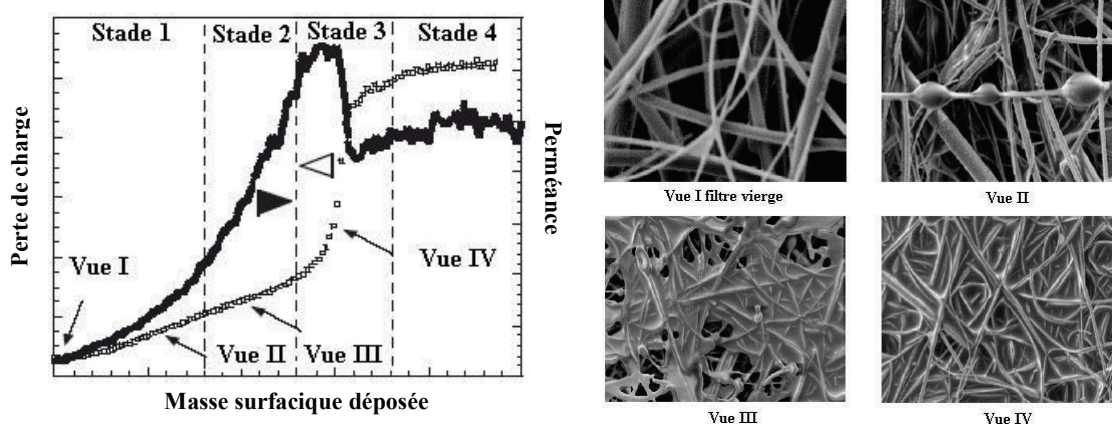 Stade 1
Stade 2
Stade 3
Stade 4
Perte de charge
Perméance
Vue I
Vue II
Vue III
Vue IV
Masse surfacique déposée
Vue I filtre vierge
Vue II
Vue III
Vue IV